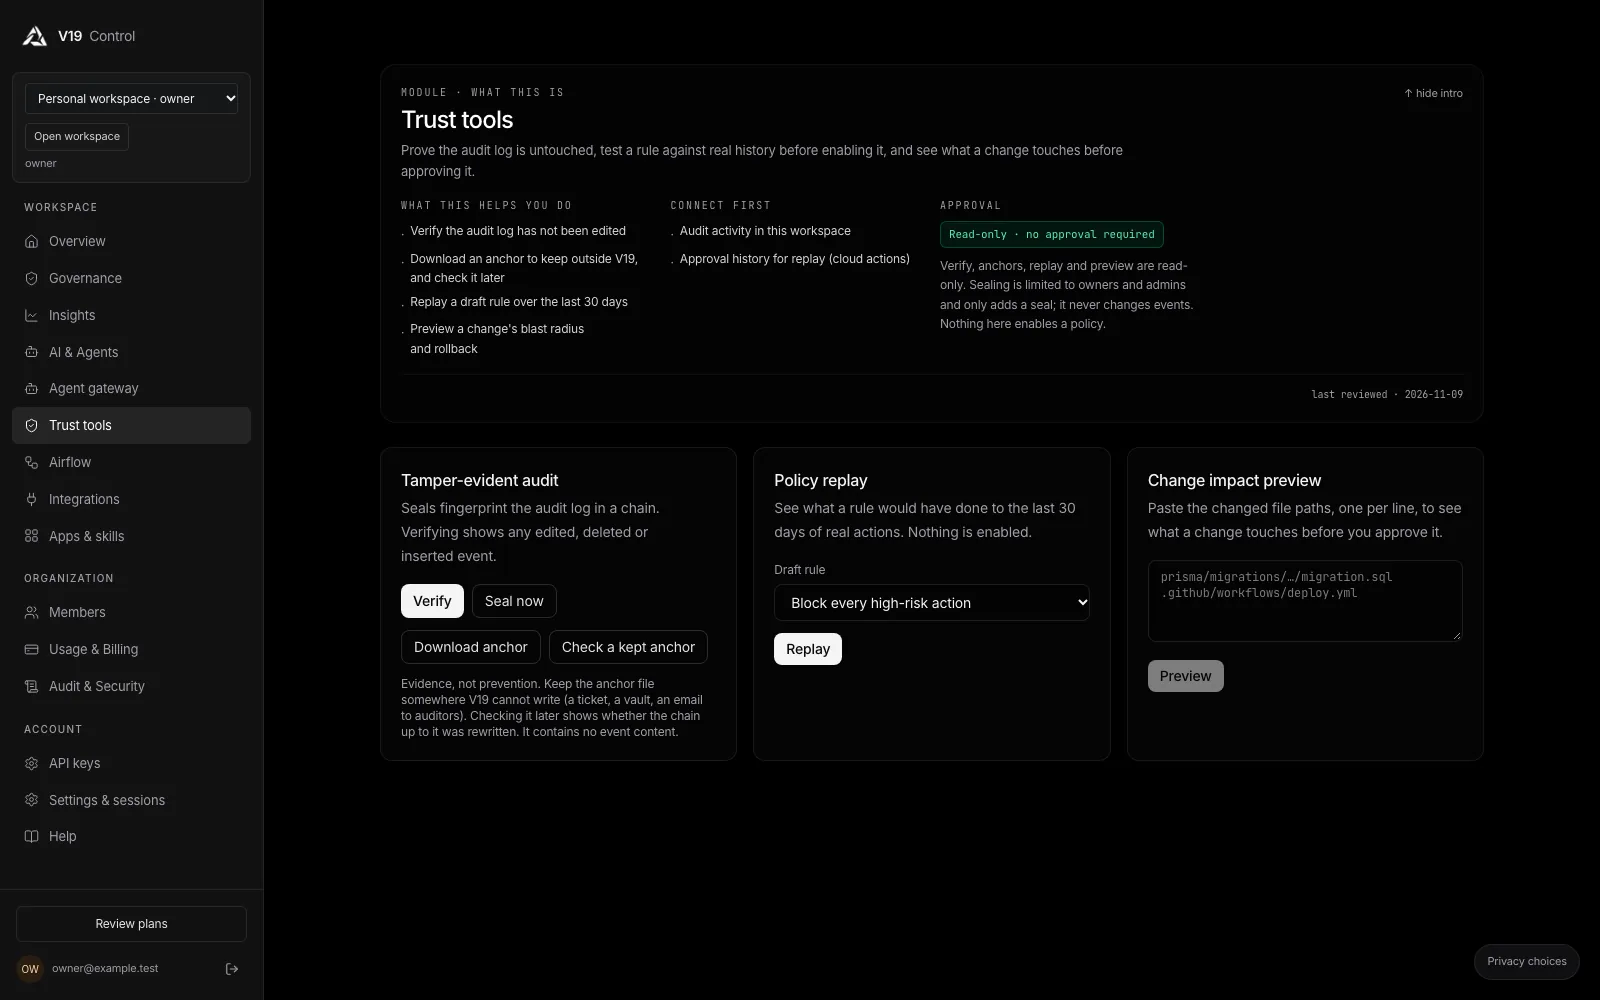 V19 Control
Personal workspace · owner
Open workspace
owner
WORKSPACE
Overview
Governance
Insights
AI & Agents
Agent gateway
Trust tools
Airflow
Integrations
Apps & skills
ORGANIZATION
Members
Usage & Billing
Audit & Security
ACCOUNT
API keys
Settings & sessions
Help
Review plans
OW owner@example.test
MODULE · WHAT THIS IS
↑ hide intro
Trust tools
Prove the audit log is untouched, test a rule against real history before enabling it, and see what a change touches before
approving it.
WHAT THIS HELPS YOU DO
. Verify the audit log has not been edited
. Download an anchor to keep outside V19,
and check it later
. Replay a draft rule over the last 30 days
. Preview a change's blast radius
and rollback
CONNECT FIRST
. Audit activity in this workspace
. Approval history for replay (cloud actions)
APPROVAL
Read-only · no approval required
Verify, anchors, replay and preview are read-
only. Sealing is limited to owners and admins
and only adds a seal; it never changes events.
Nothing here enables a policy.
last reviewed · 2026-11-09
Tamper-evident audit
Seals fingerprint the audit log in a chain.
Verifying shows any edited, deleted or
inserted event.
Verify
Seal now
Download anchor
Check a kept anchor
Evidence, not prevention. Keep the anchor file
somewhere V19 cannot write (a ticket, a vault, an email
to auditors). Checking it later shows whether the chain
up to it was rewritten. It contains no event content.
Policy replay
See what a rule would have done to the last 30
days of real actions. Nothing is enabled.
Draft rule
Block every high-risk action
Replay
Change impact preview
Paste the changed file paths, one per line, to see
what a change touches before you approve it.
prisma/migrations/…/migration.sql
.github/workflows/deploy.yml
Preview
Privacy choices